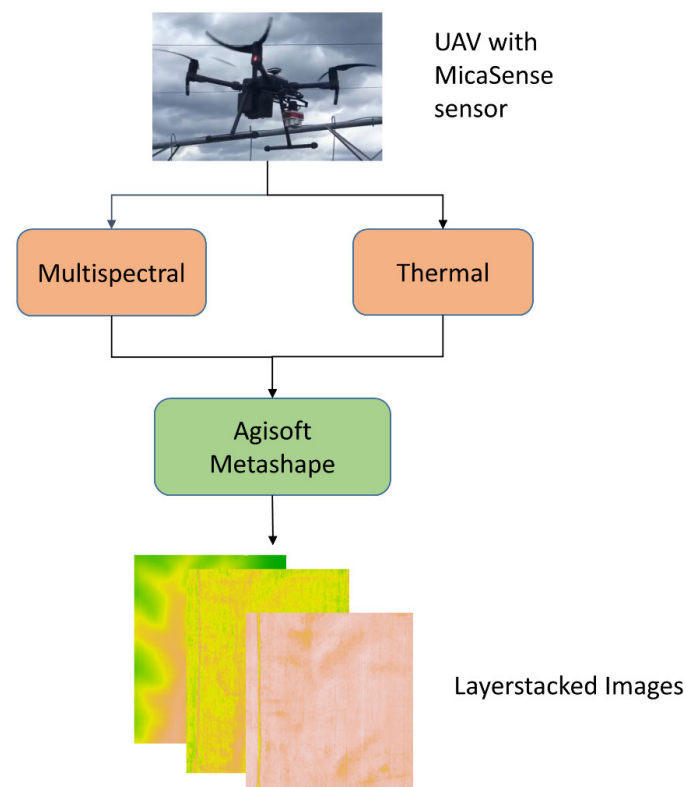 UAV with
MicaSense
sensor
Multispectral
Thermal
Agisoft
Metashape
Layerstacked Images